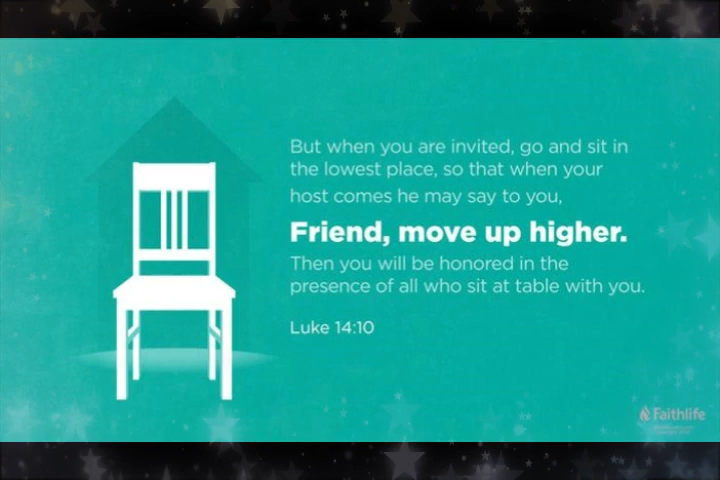 But when you are invited, go and sit in
the lowest place, so that when your
host comes he may say to you,
Friend, move up higher.
Then you will be honored in the
presence of all who sit at table with you.
Luke 14:10
Faithlife